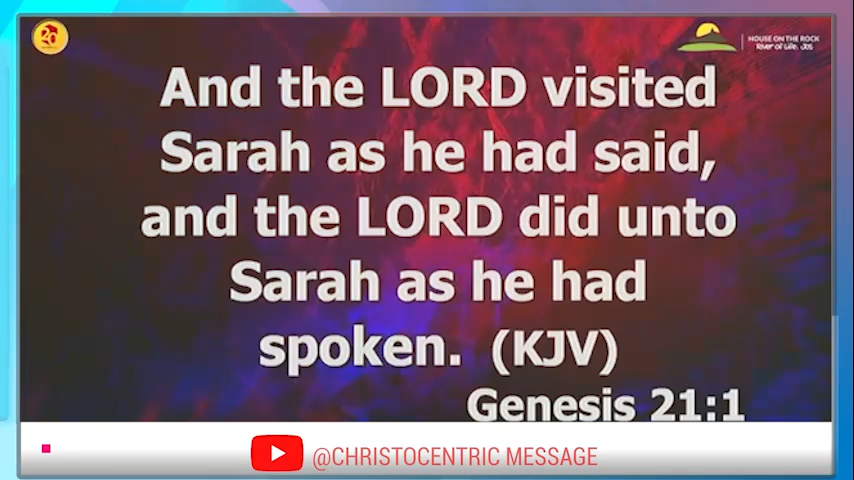 20
HOUSE ON THE ROCK
River of Life, Jos
And the LORD visited
Sarah as he had said,
and the LORD did unto
Sarah as he had
spoken. (KJV)
Genesis 21:1
@CHRISTOCENTRIC MESSAGE